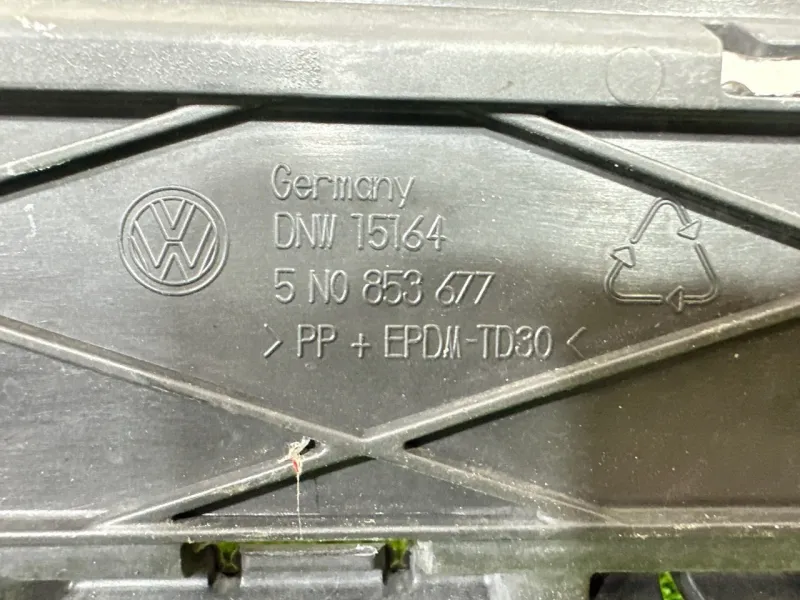 Germany
DNW 15164
5 N0 853 677
> PP + EPDM-TD30 <